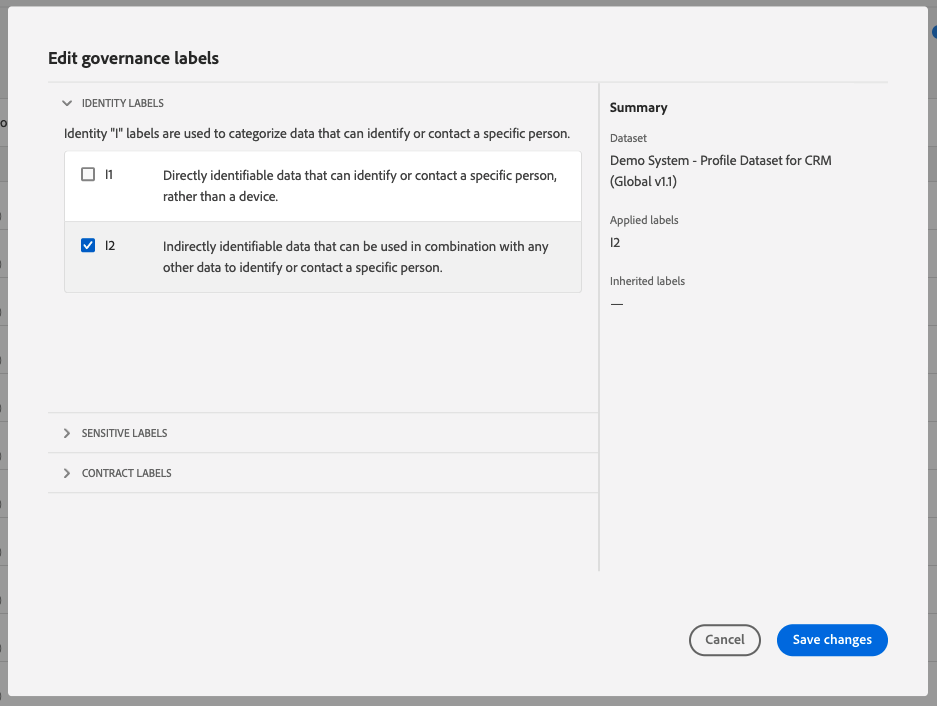 Edit governance labels
IDENTITY LABELS
Identity "I" labels are used to categorize data that can identify or contact a specific person.
I1
Directly identifiable data that can identify or contact a specific person,
rather than a device.
I2
Indirectly identifiable data that can be used in combination with any
other data to identify or contact a specific person.
SENSITIVE LABELS
CONTRACT LABELS
Summary
Dataset
Demo System - Profile Dataset for CRM
(Global v1.1)
Applied labels
I2
Inherited labels
—
Cancel
Save changes